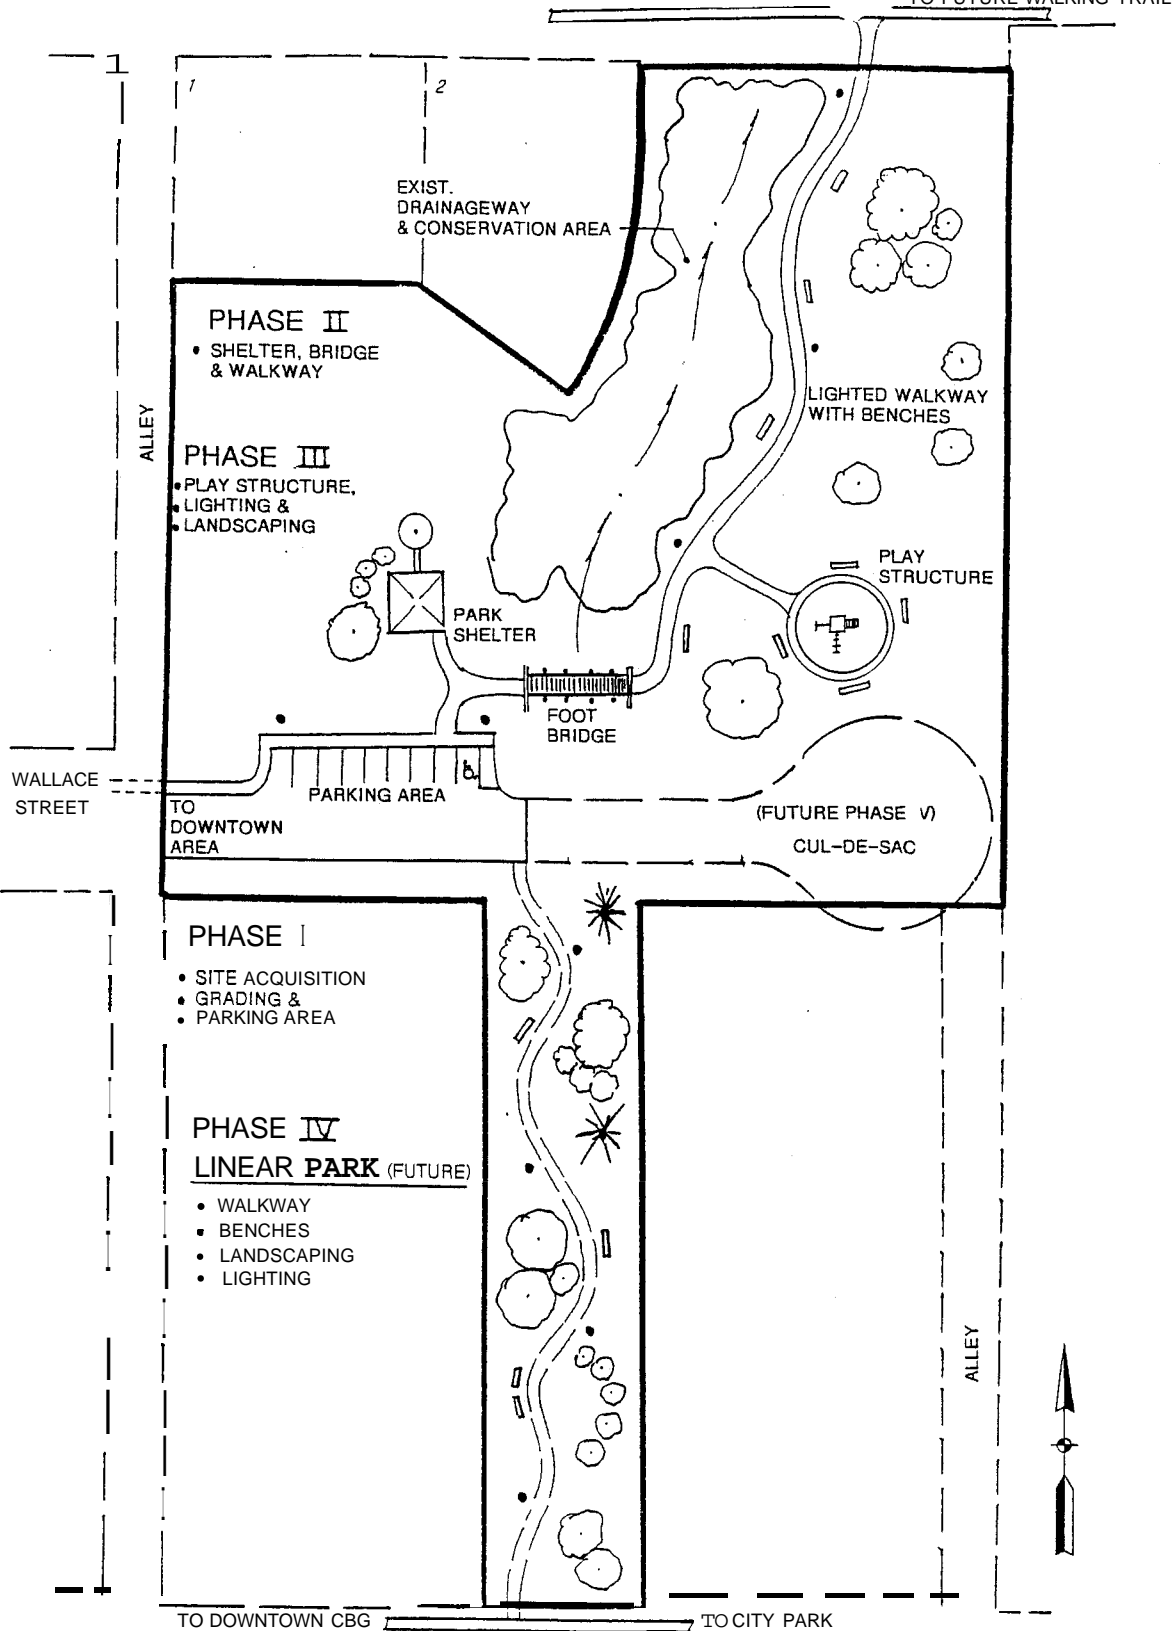 TO FUTURE WALKING TRAIL
1
2
EXIST.
DRAINAGEWAY
& CONSERVATION AREA
PHASE II
• SHELTER, BRIDGE
& WALKWAY
ALLEY
LIGHTED WALKWAY
WITH BENCHES
PHASE III
• PLAY STRUCTURE,
• LIGHTING &
• LANDSCAPING
PLAY
STRUCTURE
PARK
SHELTER
FOOT
BRIDGE
WALLACE
STREET
PARKING AREA
TO
DOWNTOWN
AREA
(FUTURE PHASE V)
CUL-DE-SAC
PHASE I
• SITE ACQUISITION
• GRADING &
• PARKING AREA
PHASE IV
LINEAR PARK (FUTURE)
• WALKWAY
• BENCHES
• LANDSCAPING
• LIGHTING
ALLEY
TO DOWNTOWN CBG
TO CITY PARK